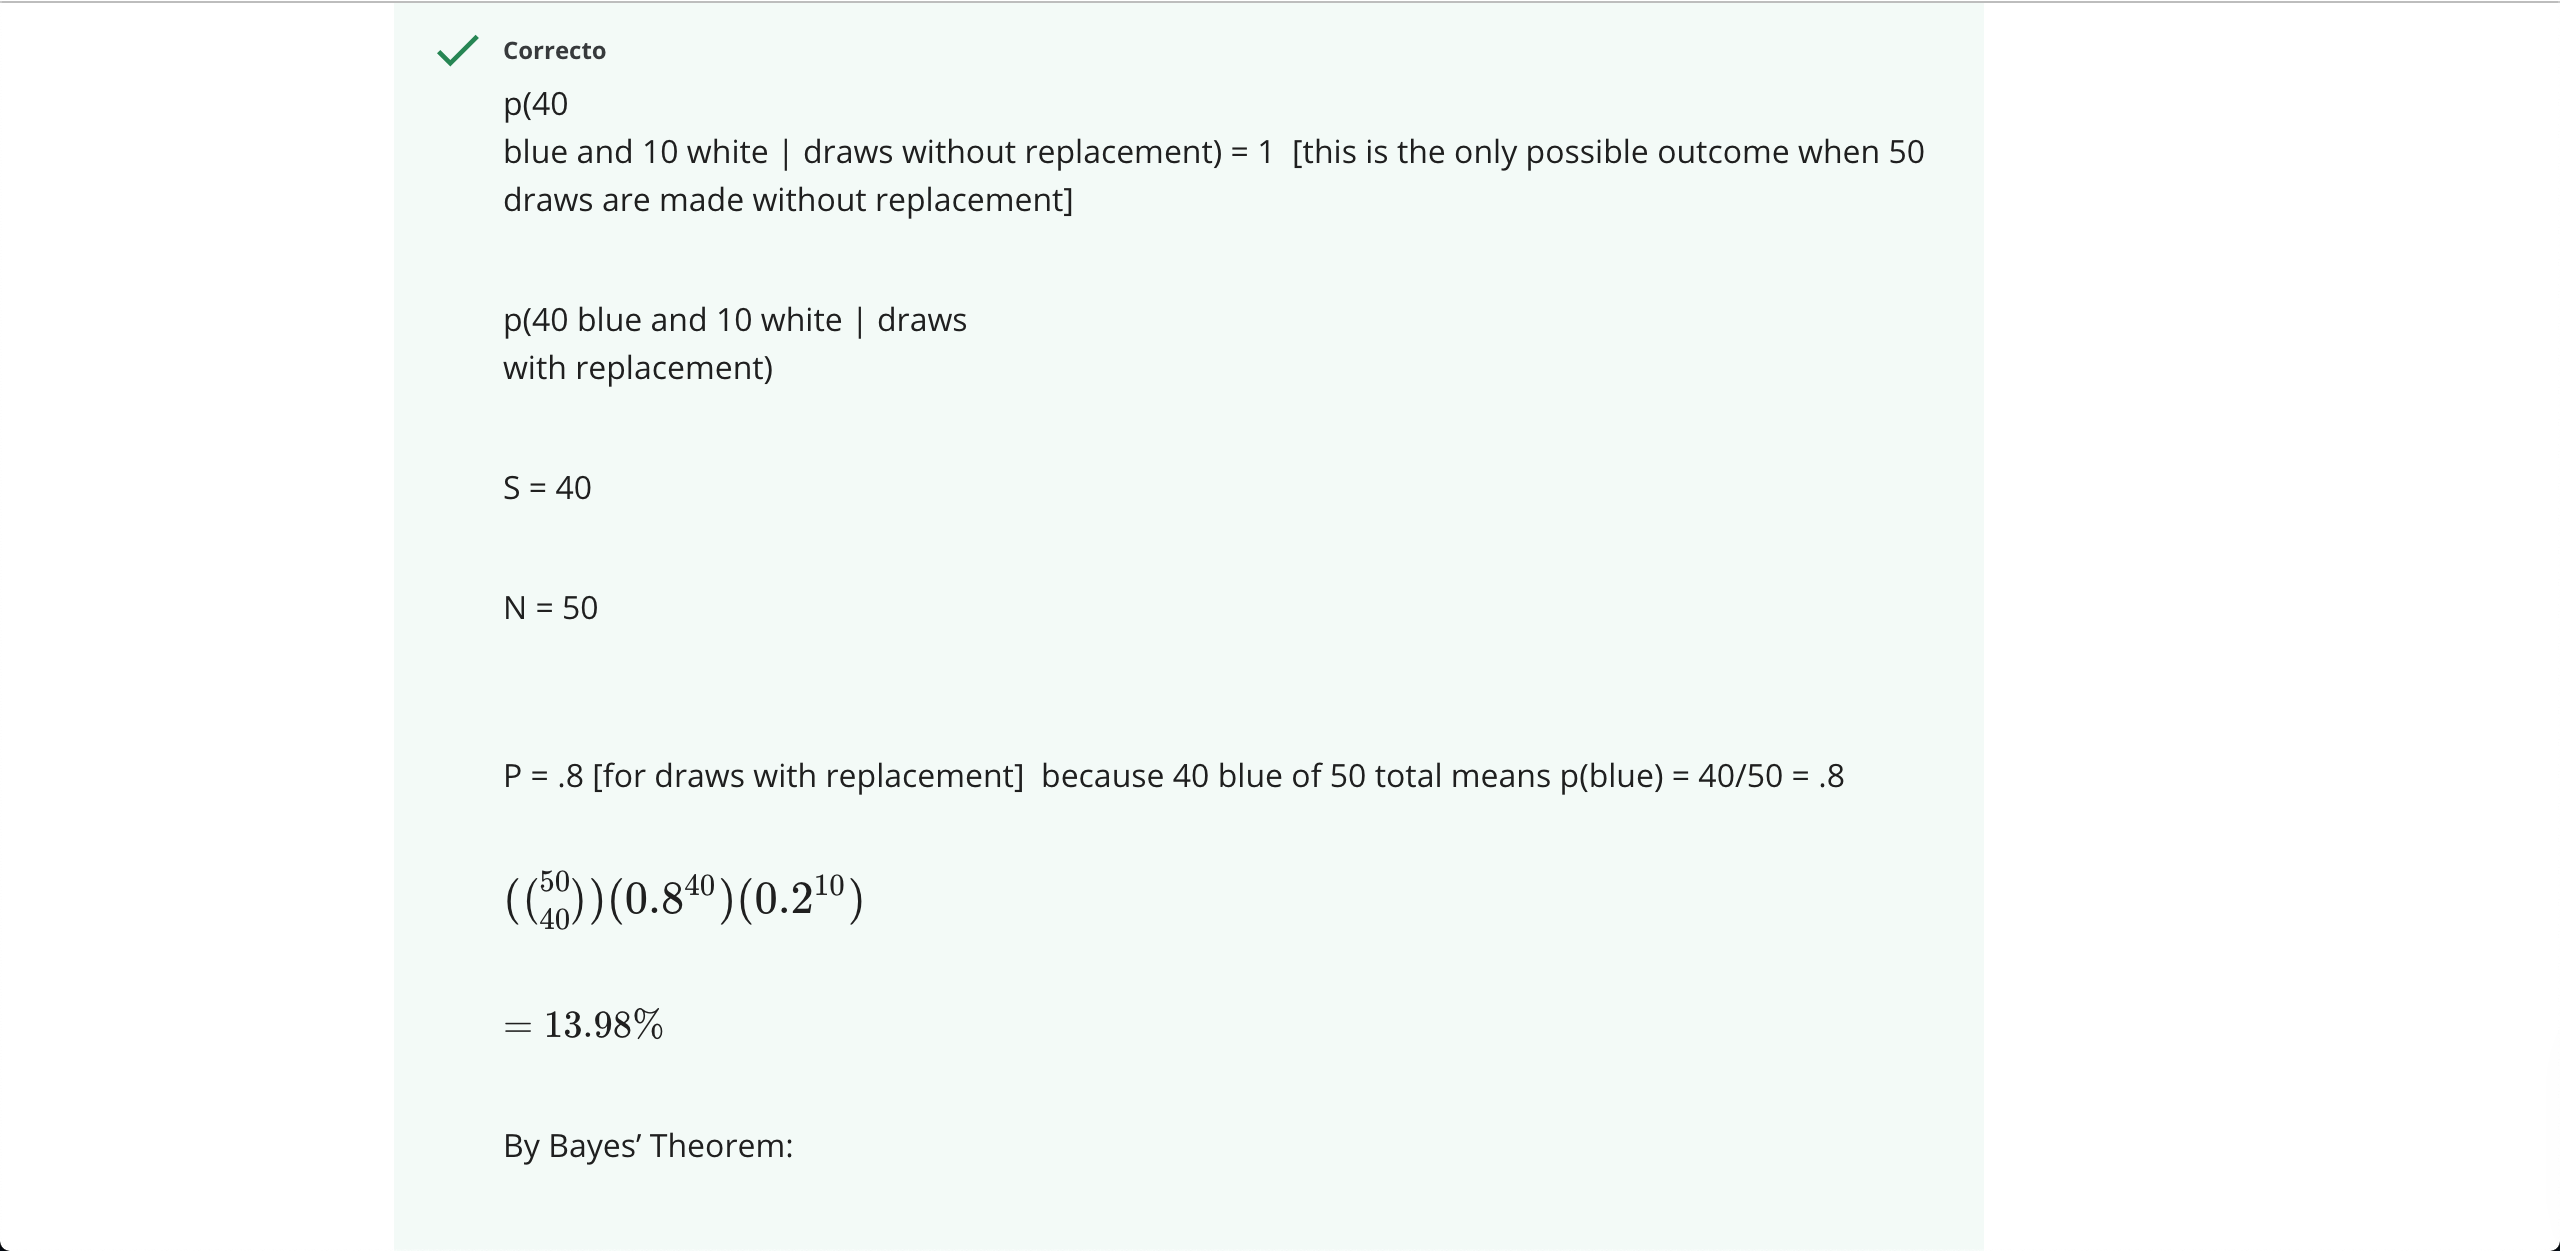 Correcto
p(40
blue and 10 white | draws without replacement) = 1  [this is the only possible outcome when 50
draws are made without replacement]
p(40 blue and 10 white | draws
with replacement)
S = 40
N = 50
P = .8 [for draws with replacement]  because 40 blue of 50 total means p(blue) = 40/50 = .8
((50 40))(0.8^40)(0.2^10)
= 13.98%
By Bayes’ Theorem: